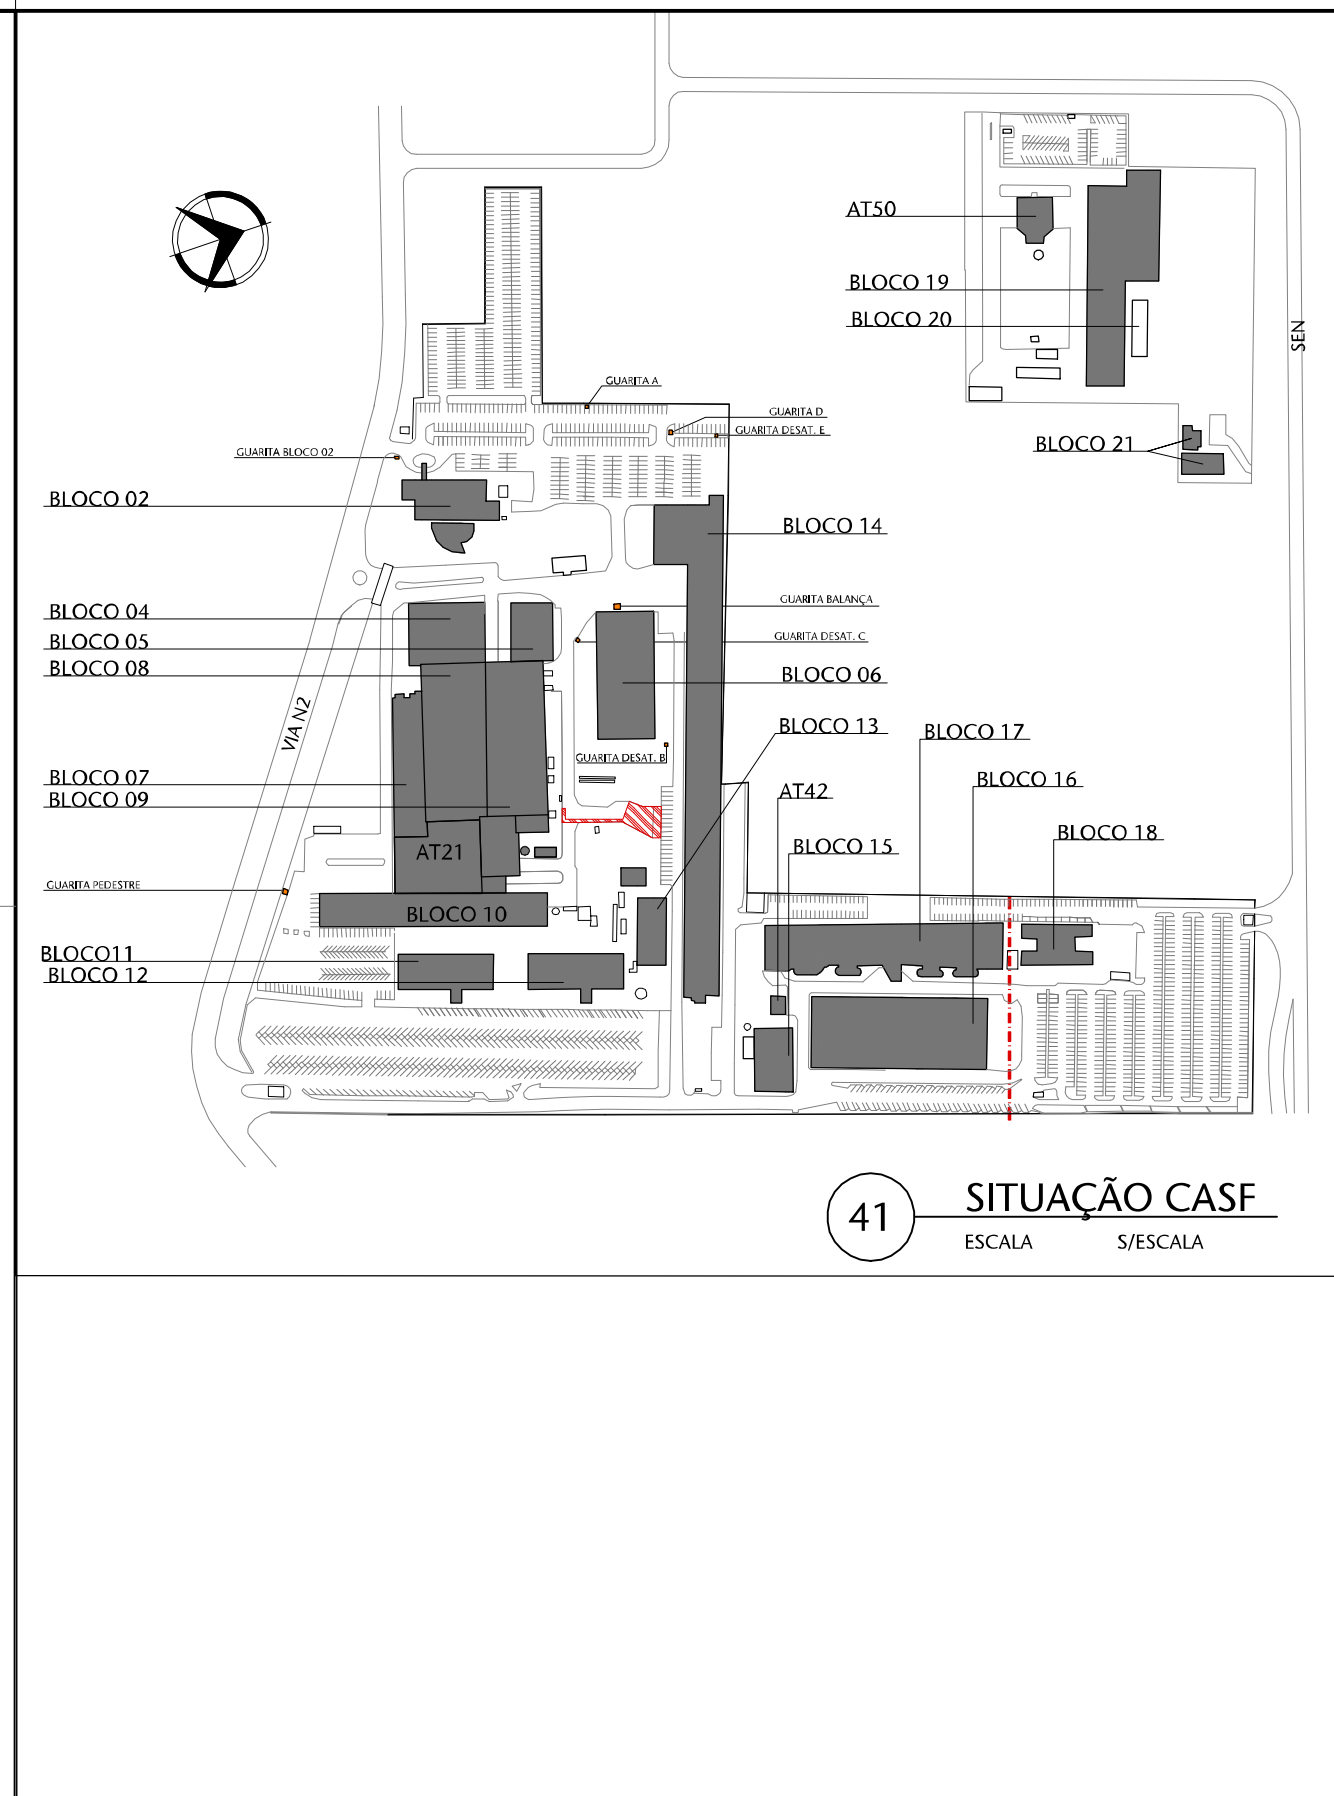 AT50
BLOCO 19
BLOCO 20
SEN
GUARITA A
GUARITA D
GUARITA DESAT. E
BLOCO 21
GUARITA BLOCO 02
BLOCO 02
BLOCO 14
GUARITA BALANÇA
BLOCO 04
GUARITA DESAT. C
BLOCO 05
BLOCO 08
BLOCO 06
VIA N2
BLOCO 13
BLOCO 17
GUARITA DESAT. B
BLOCO 07
BLOCO 16
BLOCO 09
AT42
BLOCO 18
BLOCO 15
AT21
GUARITA PEDESTRE
BLOCO 10
BLOCO11
BLOCO 12
41
SITUAÇÃO CASF
ESCALA S/ESCALA